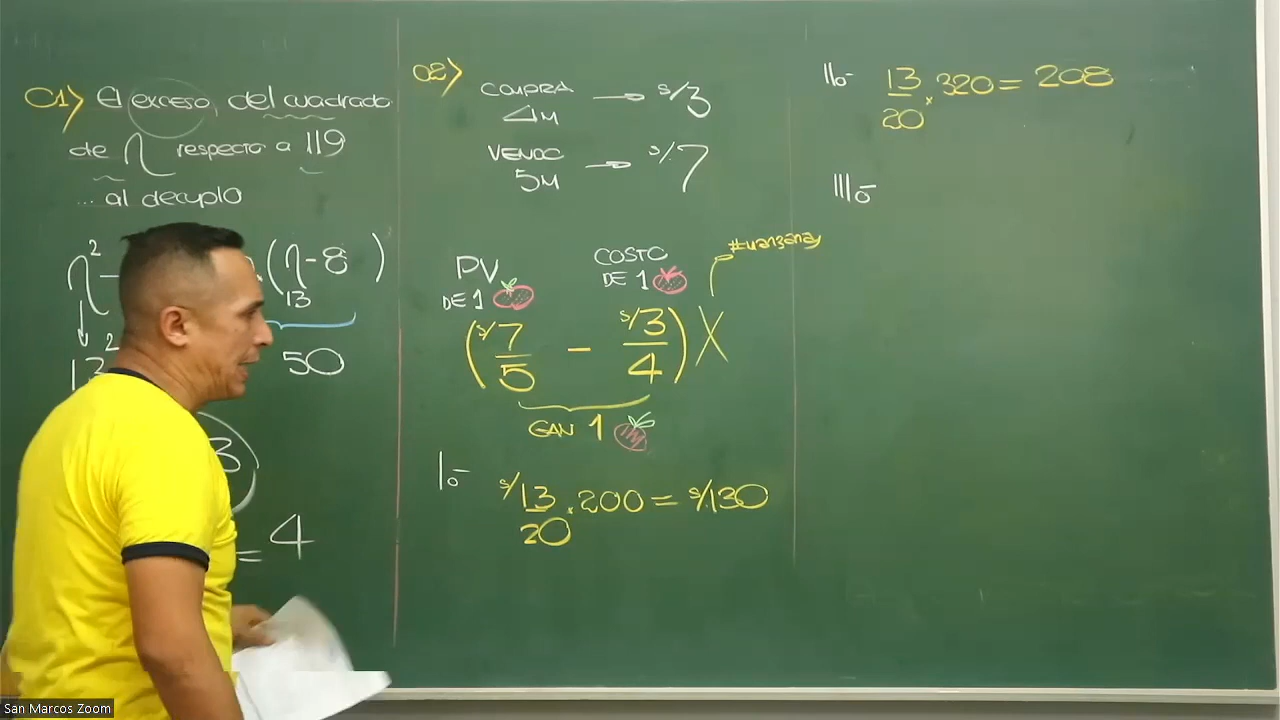 01> El exceso, del cuadrado
de n respecto a 119
... al decuplo
n² - .(n-8)
13
13² 50
3
= 4
02> COMPRA → S/3
4M
VENDO → S/.7
5M
PV
DE 1
COSTO
DE 1
#manzanas
(S/7/5 - S/3/4) X
GAN 1
I.- S/13/20 . 200 = S/.130
II.- 13/20 × 320 = 208
III.-
San Marcos Zoom